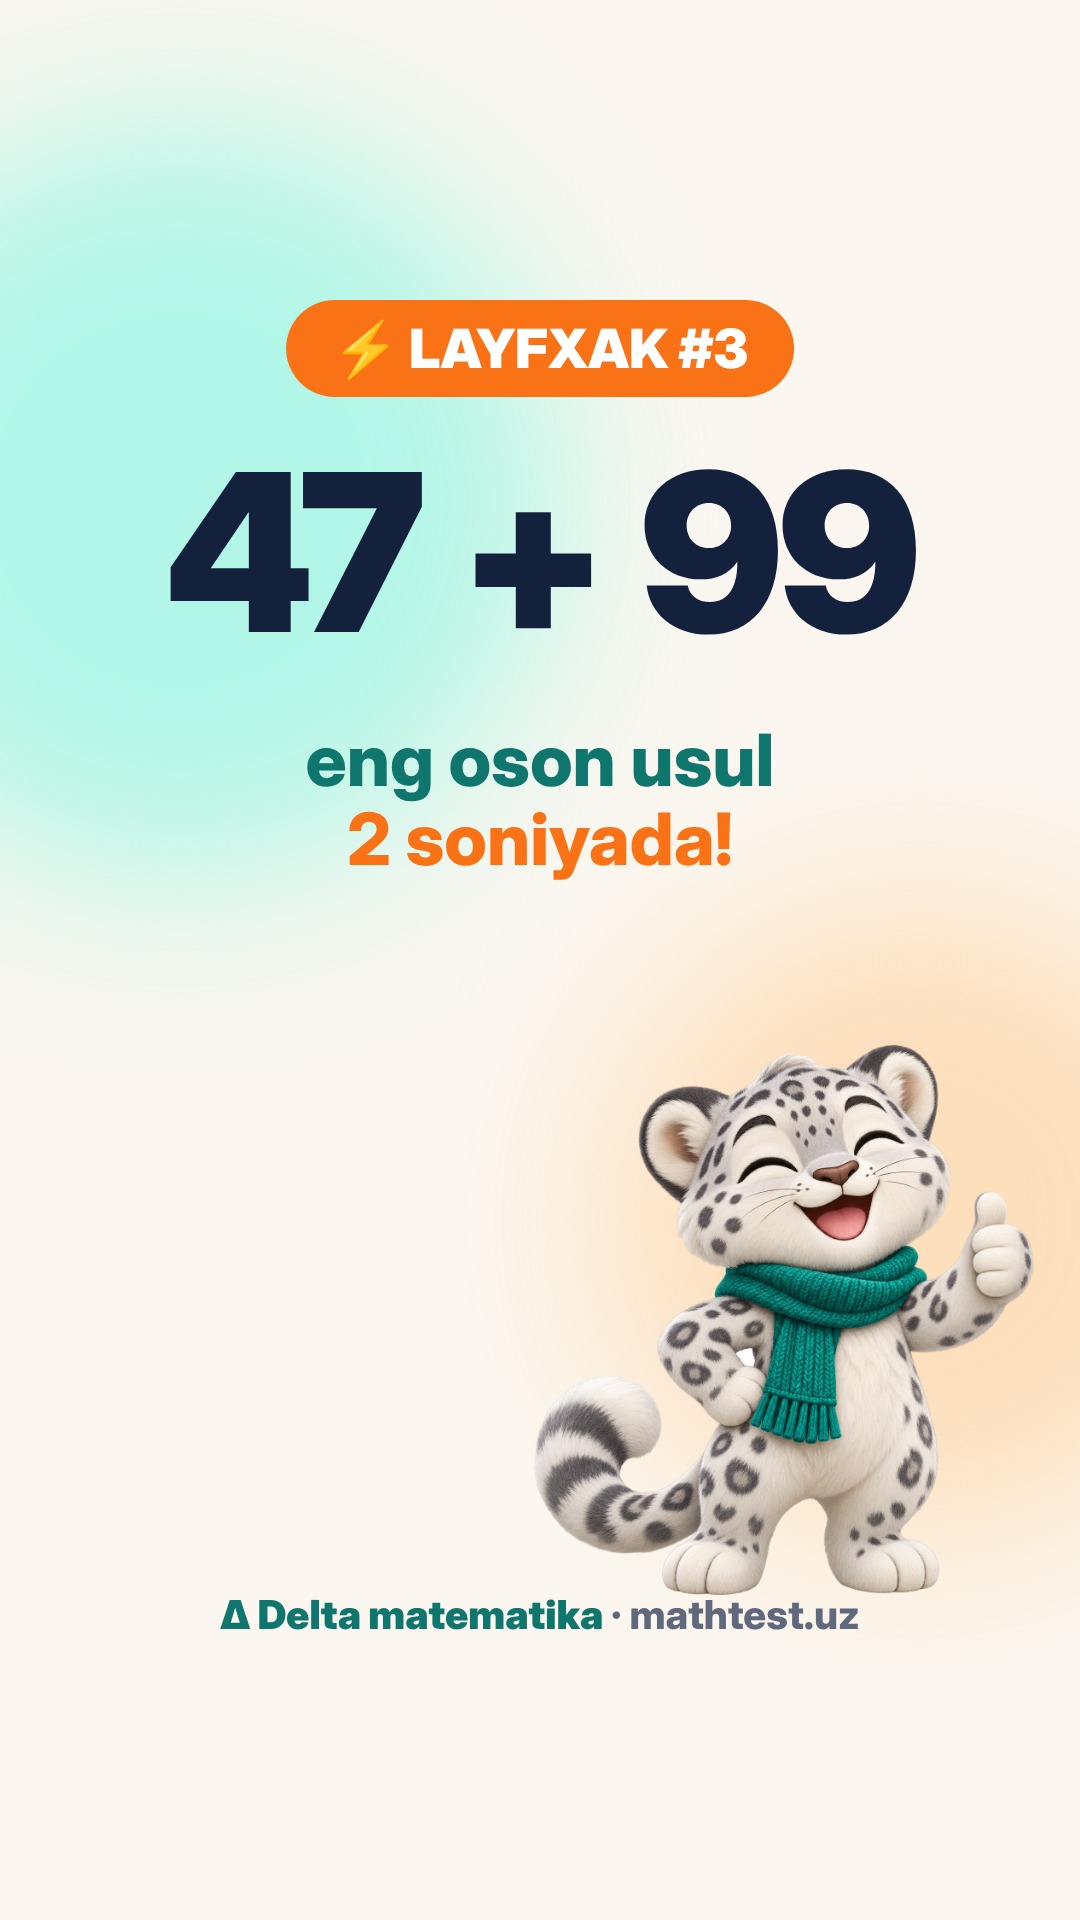 ⚡ LAYFXAK #3
47 + 99
eng oson usul
2 soniyada!
Δ Delta matematika · mathtest.uz